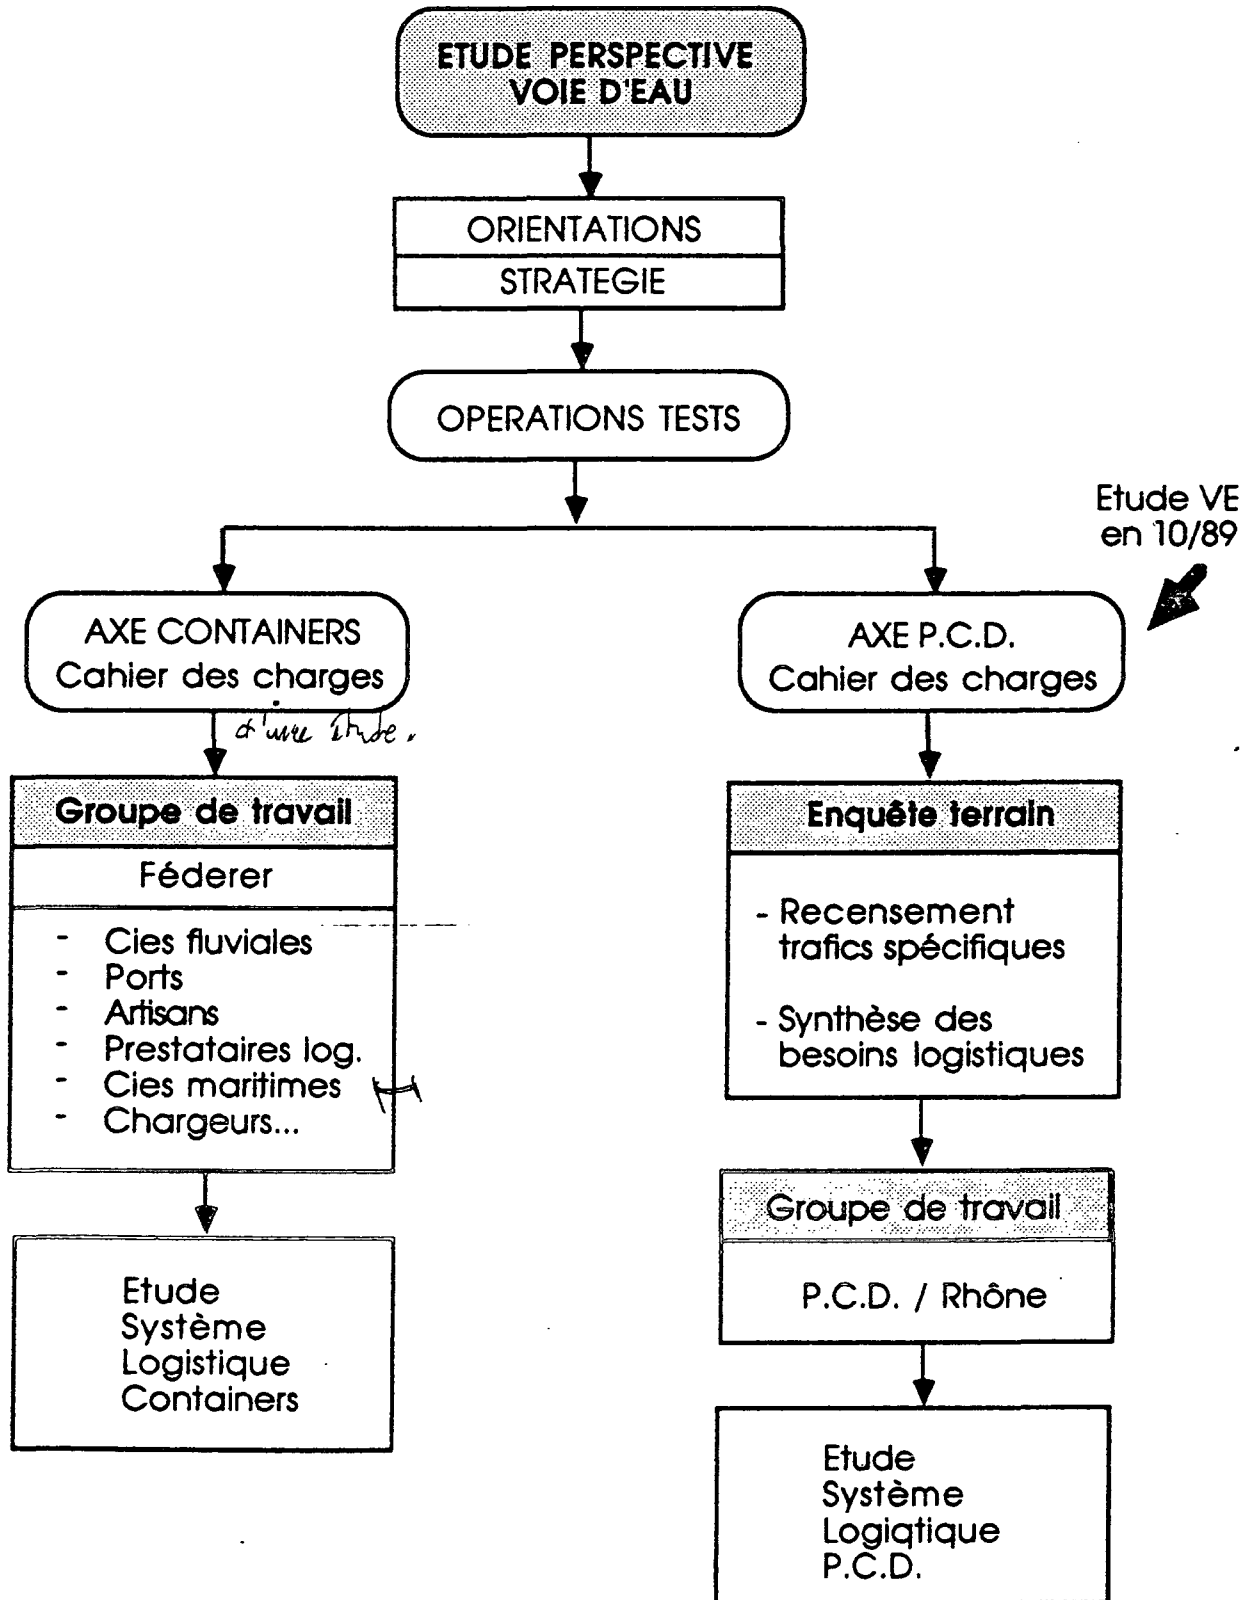 ETUDE PERSPECTIVE
VOIE D'EAU
ORIENTATIONS
STRATEGIE
OPERATIONS TESTS
Etude VE
en 10/89
AXE CONTAINERS
Cahier des charges
d'une étude.
Groupe de travail
Féderer
- Cies fluviales
- Ports
- Artisans
- Prestataires log.
- Cies maritimes
- Chargeurs...
Etude
Système
Logistique
Containers
AXE P.C.D.
Cahier des charges
Enquête terrain
- Recensement
trafics spécifiques
- Synthèse des
besoins logistiques
Groupe de travail
P.C.D. / Rhône
Etude
Système
Logiqtique
P.C.D.